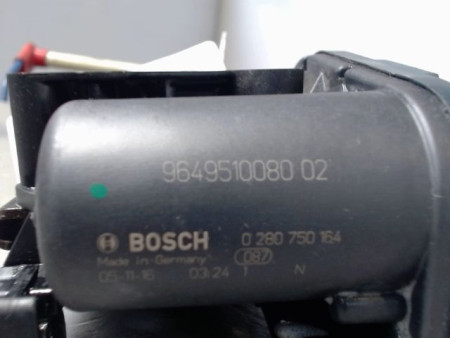 9649510080 02
BOSCH 0 280 750 164
Made in Germany 087
05-11-16 03:24 1 N